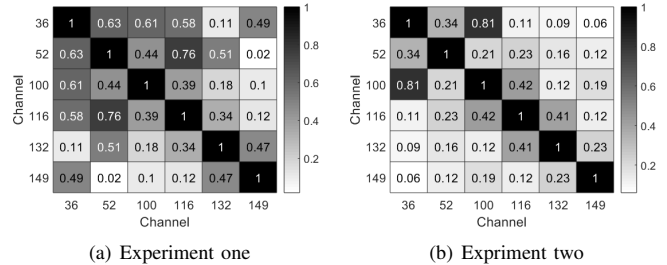 36 1 0.63 0.61 0.58 0.11 0.49
52 0.63 1 0.44 0.76 0.51 0.02
100 0.61 0.44 1 0.39 0.18 0.1
116 0.58 0.76 0.39 1 0.34 0.12
132 0.11 0.51 0.18 0.34 1 0.47
149 0.49 0.02 0.1 0.12 0.47 1
36 52 100 116 132 149
Channel
Channel
1
0.8
0.6
0.4
0.2
(a) Experiment one
36 1 0.34 0.81 0.11 0.09 0.06
52 0.34 1 0.21 0.23 0.16 0.12
100 0.81 0.21 1 0.42 0.12 0.19
116 0.11 0.23 0.42 1 0.41 0.12
132 0.09 0.16 0.12 0.41 1 0.23
149 0.06 0.12 0.19 0.12 0.23 1
36 52 100 116 132 149
Channel
Channel
1
0.8
0.6
0.4
0.2
(b) Expriment two